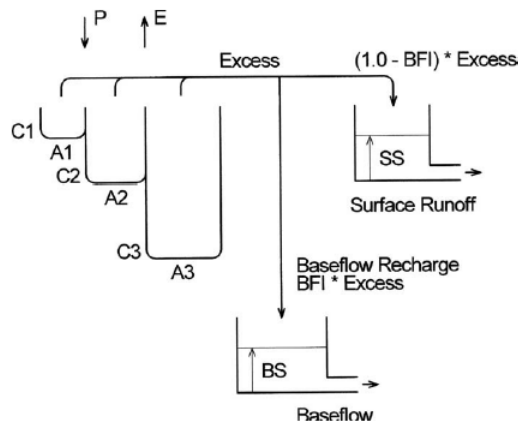 P
E
Excess
(1.0 - BFI) * Excess
C1
A1
C2
A2
SS
Surface Runoff
C3
A3
Baseflow Recharge
BFI * Excess
BS
Baseflow